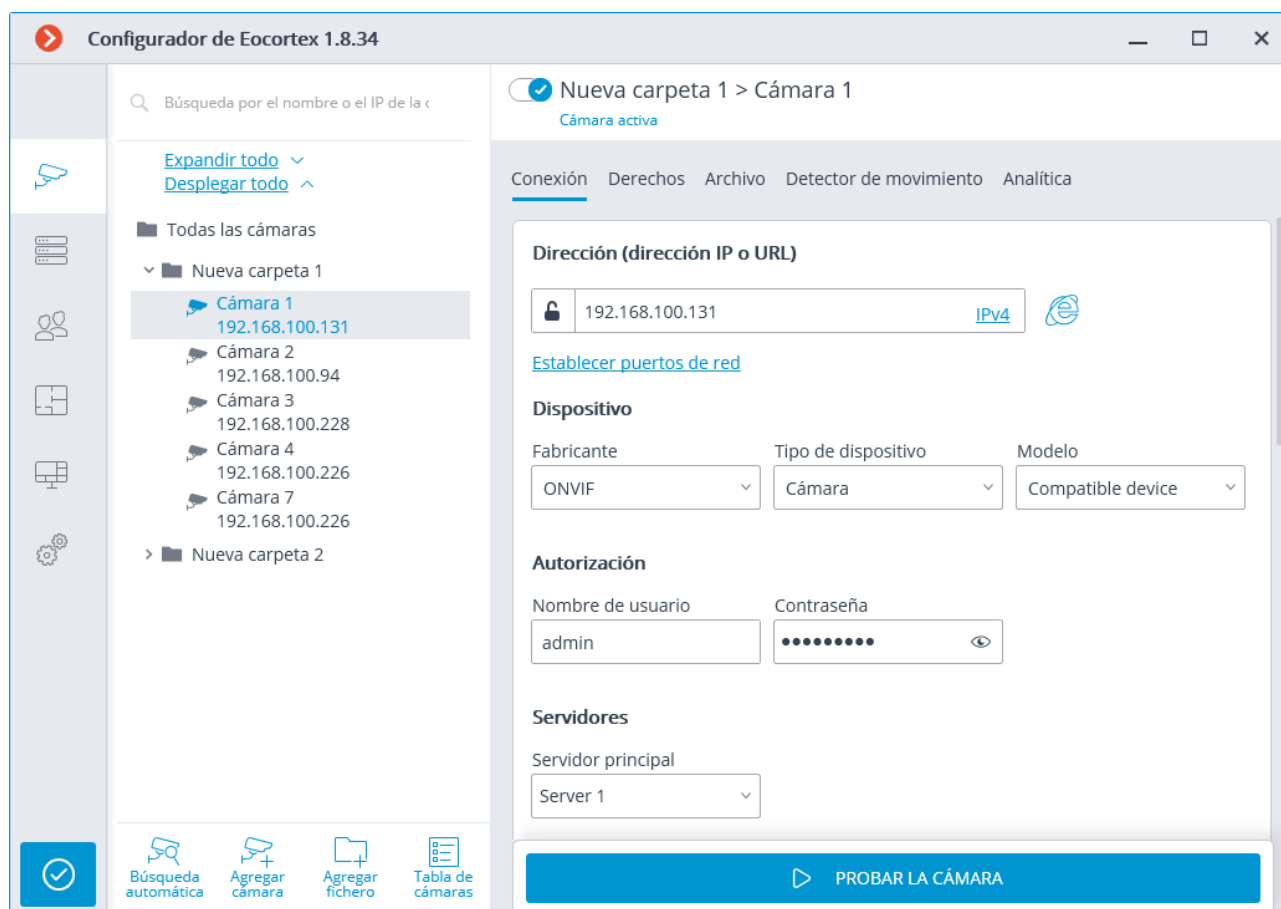 Configurador de Eocortex 1.8.34
Búsqueda por el nombre o el IP de la c
Expandir todo
Desplegar todo
Todas las cámaras
Nueva carpeta 1
Cámara 1
192.168.100.131
Cámara 2
192.168.100.94
Cámara 3
192.168.100.228
Cámara 4
192.168.100.226
Cámara 7
192.168.100.226
Nueva carpeta 2
Búsqueda automática
Agregar cámara
Agregar fichero
Tabla de cámaras
Nueva carpeta 1 > Cámara 1
Cámara activa
Conexión Derechos Archivo Detector de movimiento Analítica
Dirección (dirección IP o URL)
192.168.100.131 IPv4
Establecer puertos de red
Dispositivo
Fabricante Tipo de dispositivo Modelo
ONVIF Cámara Compatible device
Autorización
Nombre de usuario Contraseña
admin •••••••••
Servidores
Servidor principal
Server 1
PROBAR LA CÁMARA